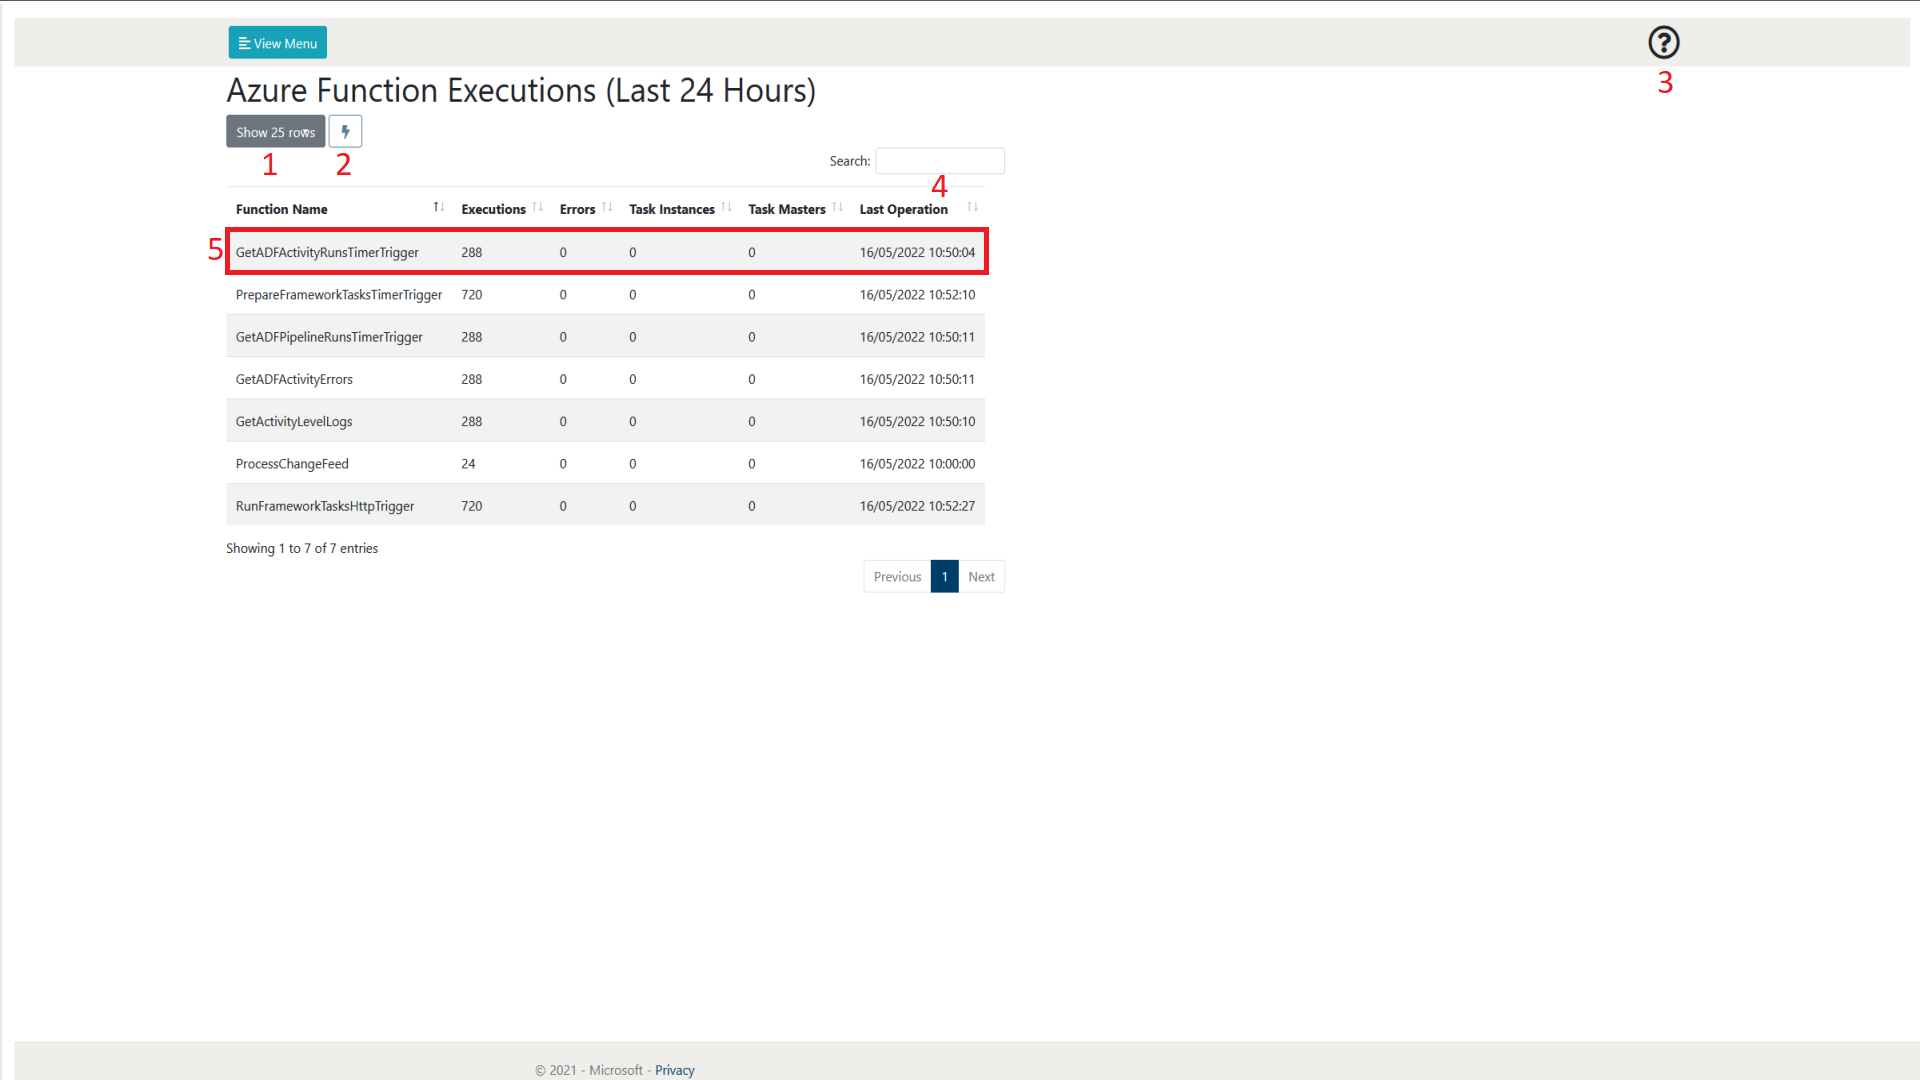 View Menu
?
3
Azure Function Executions (Last 24 Hours)
Show 25 rows
1
2
Search:
4
Function Name Executions Errors Task Instances Task Masters Last Operation
5 GetADFActivityRunsTimerTrigger 288 0 0 0 16/05/2022 10:50:04
PrepareFrameworkTasksTimerTrigger 720 0 0 0 16/05/2022 10:52:10
GetADFPipelineRunsTimerTrigger 288 0 0 0 16/05/2022 10:50:11
GetADFActivityErrors 288 0 0 0 16/05/2022 10:50:11
GetActivityLevelLogs 288 0 0 0 16/05/2022 10:50:10
ProcessChangeFeed 24 0 0 0 16/05/2022 10:00:00
RunFrameworkTasksHttpTrigger 720 0 0 0 16/05/2022 10:52:27
Showing 1 to 7 of 7 entries
Previous 1 Next
© 2021 - Microsoft - Privacy